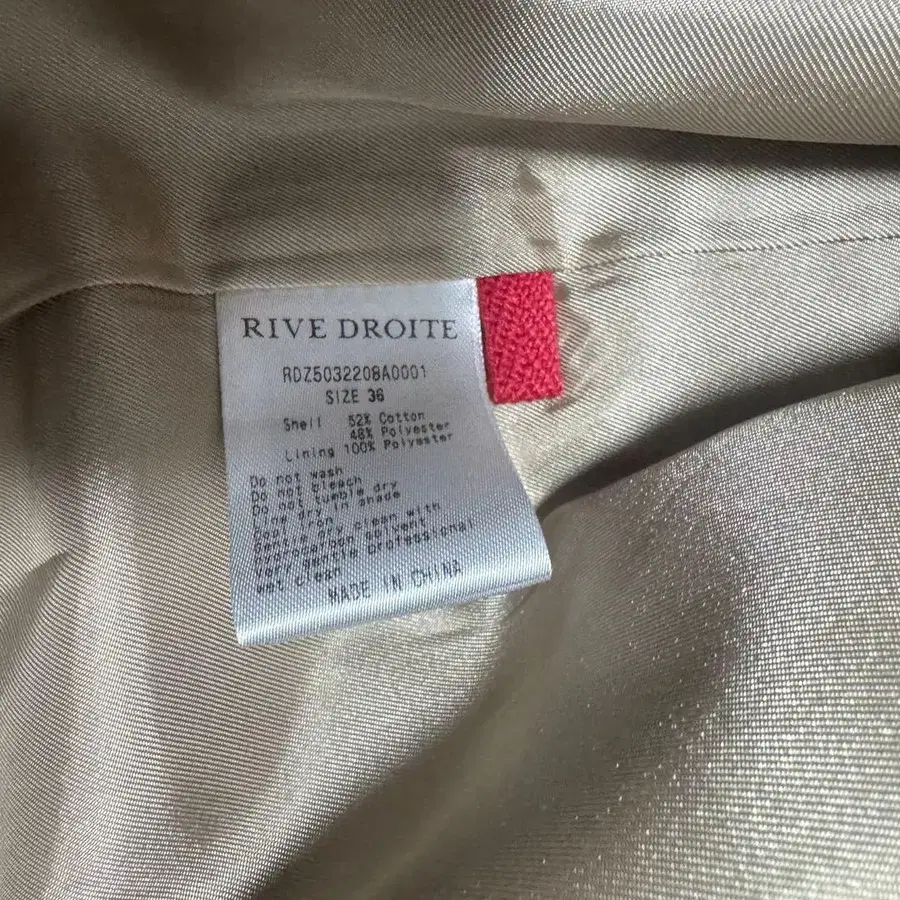 RIVE DROITE
RDZ5032208A0001
SIZE 36
Shell 52% Cotton
48% Polyester
Lining 100% Polyester
Do not wash
Do not bleach
Do not tumble dry
Line dry in shade
Cool iron
Gentle dry clean with
hydrocarbon solvent
Very gentle professional
wet clean
MADE IN CHINA